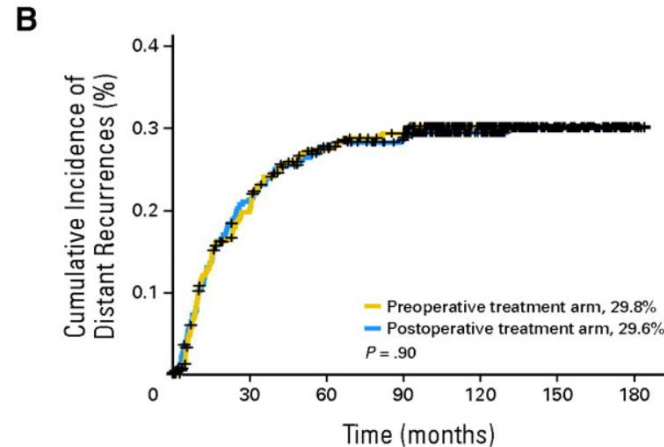 B
Cumulative Incidence of
Distant Recurrences (%)
0.4
0.3
0.2
0.1
Preoperative treatment arm, 29.8%
Postoperative treatment arm, 29.6%
P = .90
0
30
60
90
120
150
180
Time (months)